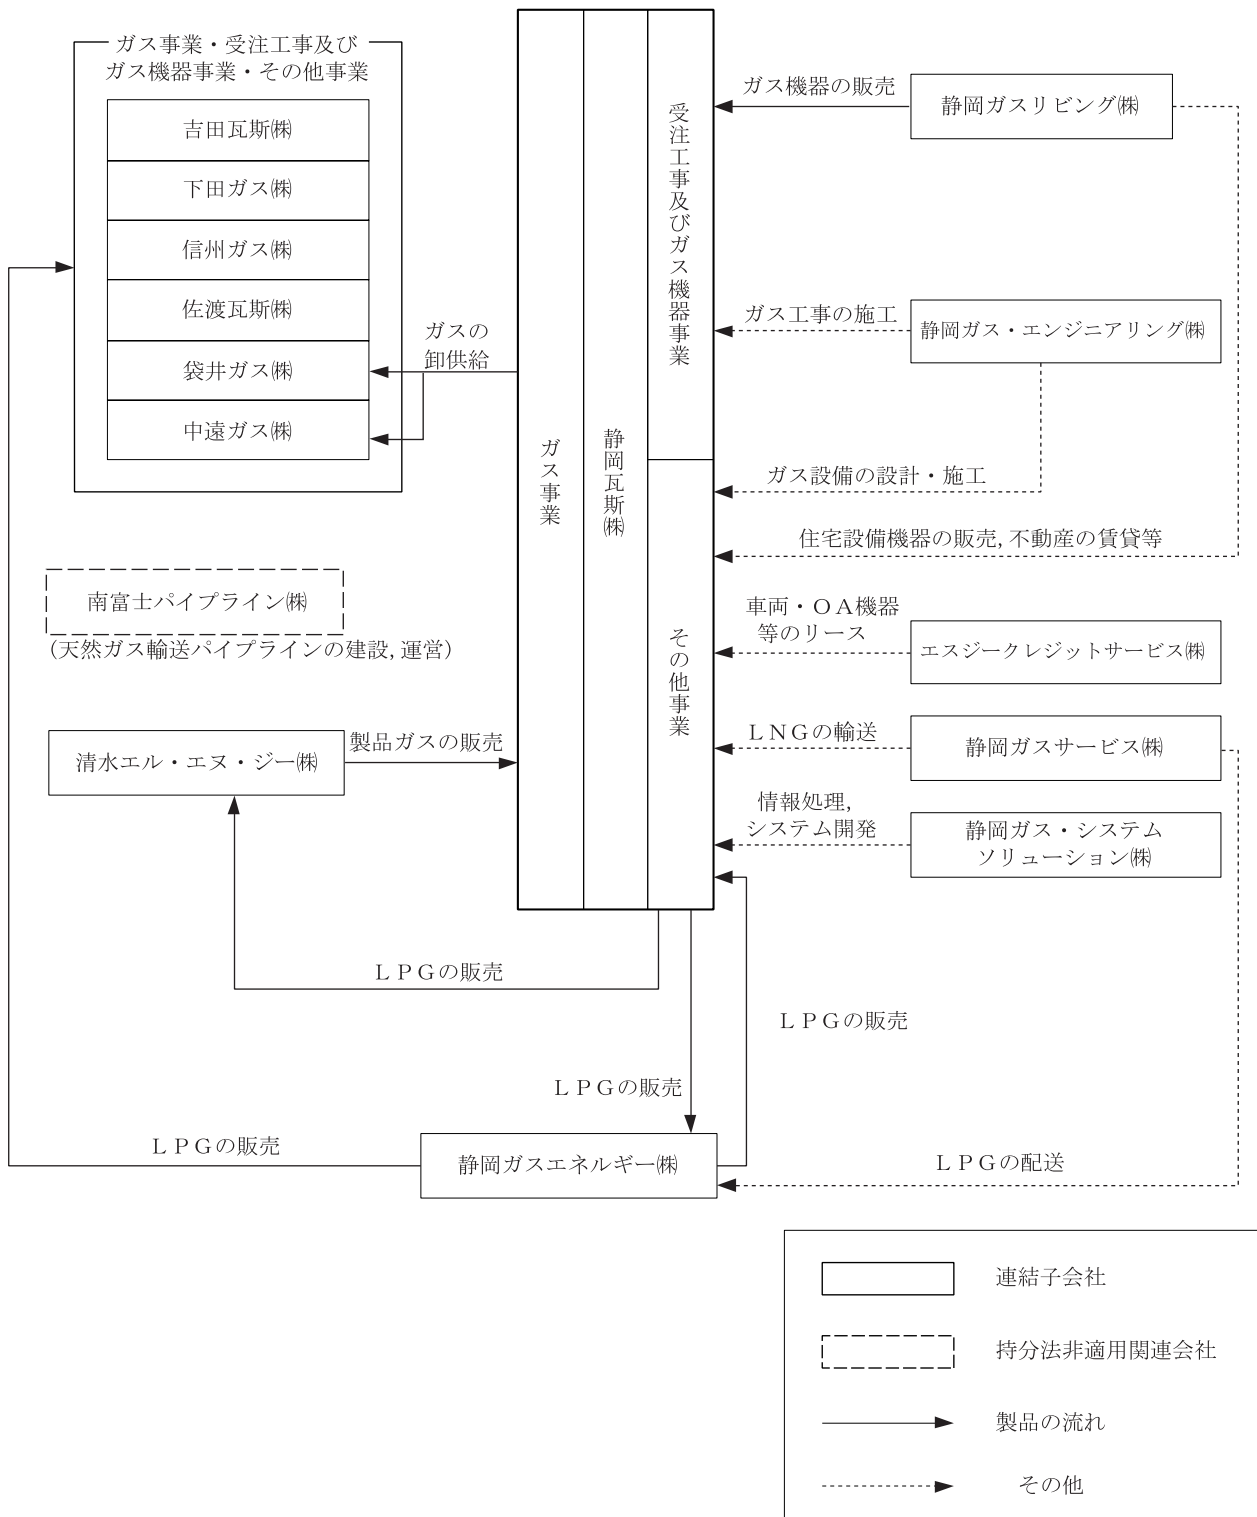 ガス事業・受注工事及び
ガス機器事業・その他事業
吉田瓦斯㈱
下田ガス㈱
信州ガス㈱
佐渡瓦斯㈱
袋井ガス㈱
中遠ガス㈱
ガスの
卸供給
南富士パイプライン㈱
(天然ガス輸送パイプラインの建設, 運営)
清水エル・エヌ・ジー㈱
製品ガスの販売
ガス事業
静岡瓦斯㈱
受注工事及びガス機器事業
その他事業
ガス機器の販売
静岡ガスリビング㈱
ガス工事の施工
静岡ガス・エンジニアリング㈱
ガス設備の設計・施工
住宅設備機器の販売, 不動産の賃貸等
車両・ＯＡ機器
等のリース
エスジークレジットサービス㈱
ＬＮＧの輸送
静岡ガスサービス㈱
情報処理,
システム開発
静岡ガス・システム
ソリューション㈱
ＬＰＧの販売
ＬＰＧの販売
ＬＰＧの販売
ＬＰＧの販売
静岡ガスエネルギー㈱
ＬＰＧの配送
連結子会社
持分法非適用関連会社
製品の流れ
その他